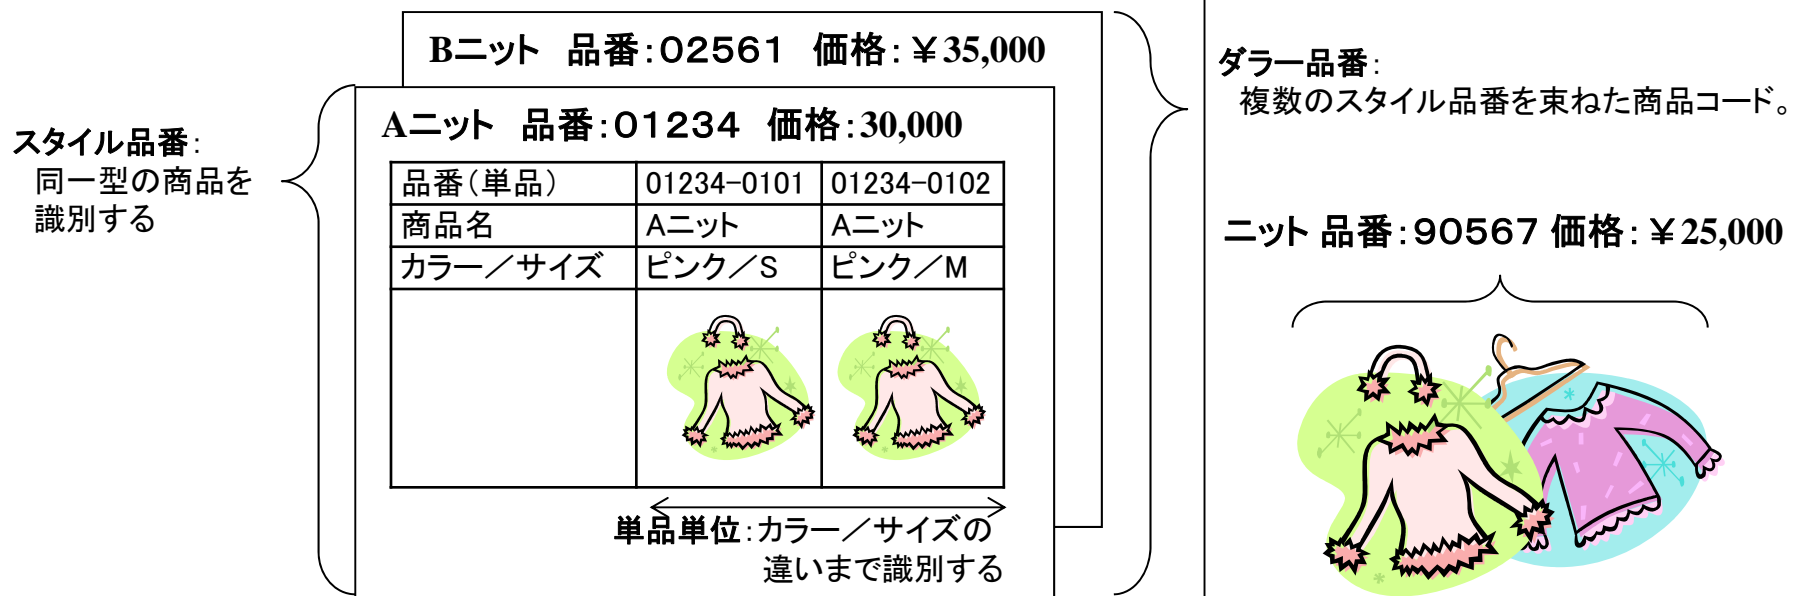 Bニット　品番：０２５６１　価格：￥35,000
Aニット　品番：０１２３４　価格：30,000
スタイル品番：
同一型の商品を
識別する
品番（単品）　01234-0101　01234-0102
商品名　Aニット　Aニット
カラー／サイズ　ピンク／S　ピンク／M
単品単位：カラー／サイズの
違いまで識別する
ダラー品番：
複数のスタイル品番を束ねた商品コード。
ニット 品番：９０５６７ 価格：￥25,000